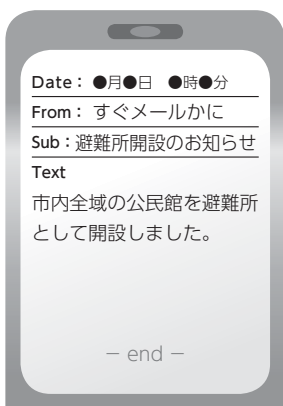 Date：●月●日　●時●分
From：すぐメールかに
Sub：避難所開設のお知らせ
Text
市内全域の公民館を避難所
として開設しました。
− end −